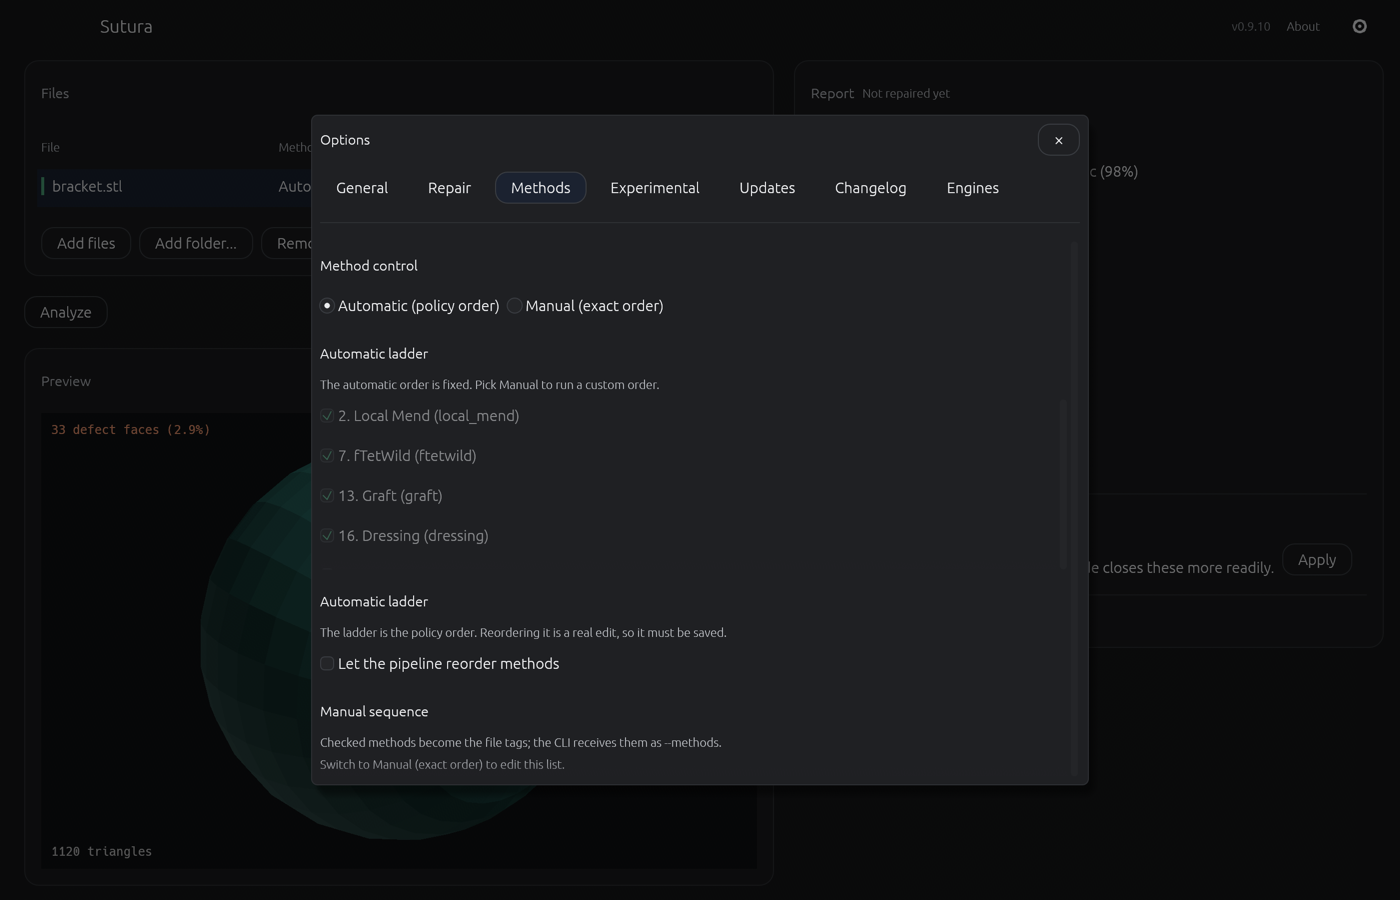 Sutura
v0.9.10 About
Files
Report Not repaired yet
File
bracket.stl
Auto
Add files
Add folder...
Analyze
Preview
33 defect faces (2.9%)
1120 triangles
(98%)
closes these more readily.
Apply
Options
×
General
Repair
Methods
Experimental
Updates
Changelog
Engines
Method control
Automatic (policy order)
Manual (exact order)
Automatic ladder
The automatic order is fixed. Pick Manual to run a custom order.
2. Local Mend (local_mend)
7. fTetWild (ftetwild)
13. Graft (graft)
16. Dressing (dressing)
Automatic ladder
The ladder is the policy order. Reordering it is a real edit, so it must be saved.
Let the pipeline reorder methods
Manual sequence
Checked methods become the file tags; the CLI receives them as --methods.
Switch to Manual (exact order) to edit this list.